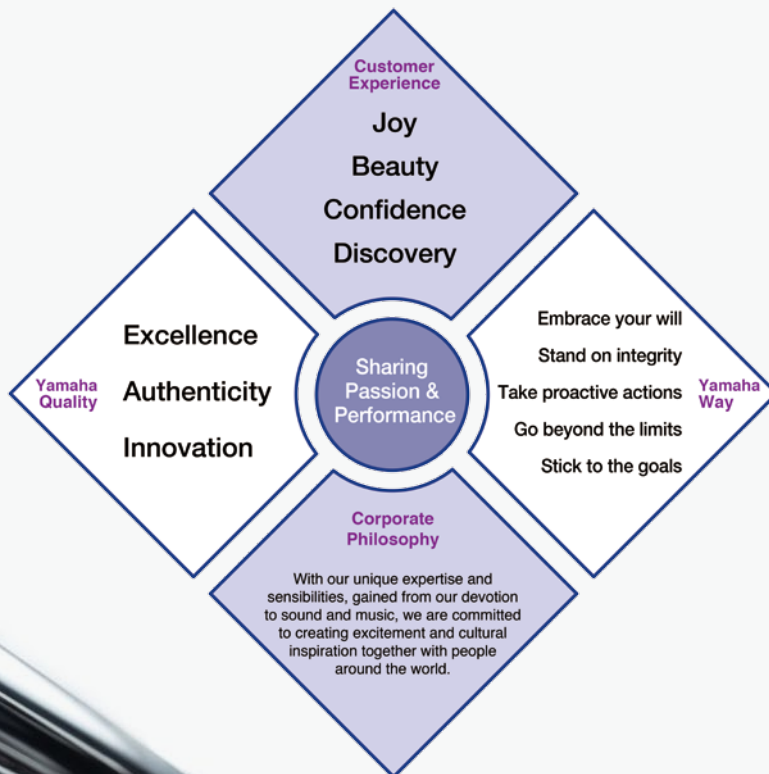 Customer
Experience
Joy
Beauty
Confidence
Discovery
Yamaha
Quality
Excellence
Authenticity
Innovation
Sharing
Passion &
Performance
Embrace your will
Stand on integrity
Take proactive actions
Go beyond the limits
Stick to the goals
Yamaha
Way
Corporate
Philosophy
With our unique expertise and
sensibilities, gained from our devotion
to sound and music, we are committed
to creating excitement and cultural
inspiration together with people
around the world.